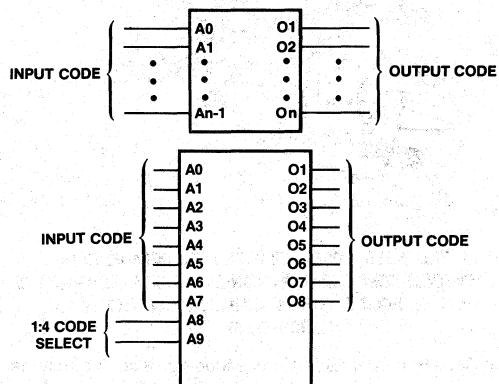 A0 O1
A1 O2
INPUT CODE OUTPUT CODE
An-1 On
A0 O1
A1 O2
A2 O3
A3 O4
INPUT CODE A4 O5 OUTPUT CODE
A5 O6
A6 O7
A7 O8
1:4 CODE A8
SELECT A9